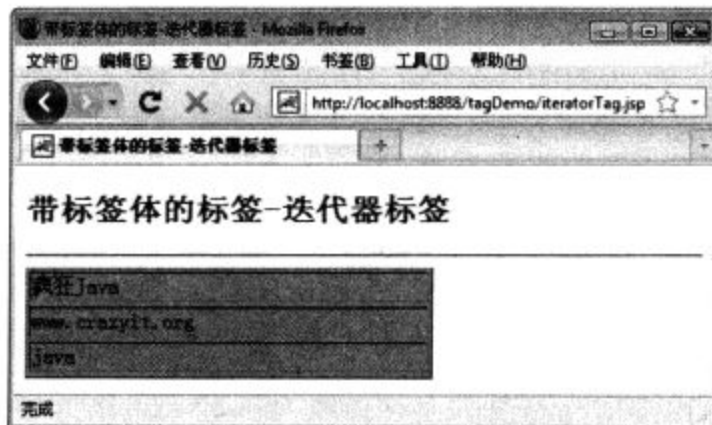 带标签体的标签-迭代器标签 - Mozilla Firefox
文件(F) 编辑(E) 查看(V) 历史(S) 书签(B) 工具(T) 帮助(H)
http://localhost:8888/tagDemo/iteratorTag.jsp
带标签体的标签-迭代器标签
带标签体的标签-迭代器标签
疯狂Java
www.crazyit.org
java
完成